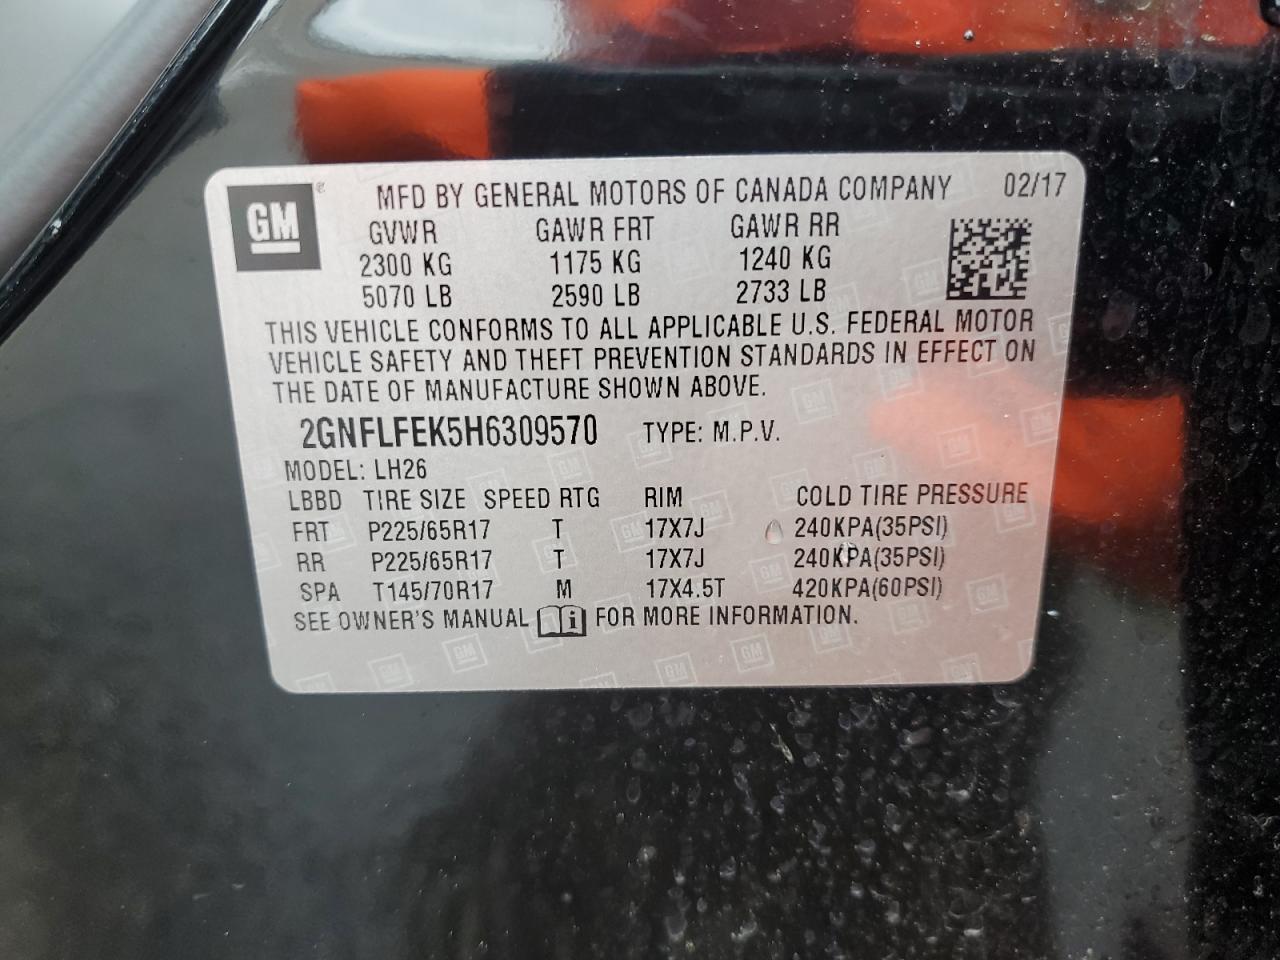 GM ® MFD BY GENERAL MOTORS OF CANADA COMPANY 02/17
GVWR GAWR FRT GAWR RR
2300 KG 1175 KG 1240 KG
5070 LB 2590 LB 2733 LB
THIS VEHICLE CONFORMS TO ALL APPLICABLE U.S. FEDERAL MOTOR
VEHICLE SAFETY AND THEFT PREVENTION STANDARDS IN EFFECT ON
THE DATE OF MANUFACTURE SHOWN ABOVE.
2GNFLFEK5H6309570 TYPE: M.P.V.
MODEL: LH26
LBBD TIRE SIZE SPEED RTG RIM COLD TIRE PRESSURE
FRT P225/65R17 T 17X7J 240KPA(35PSI)
RR P225/65R17 T 17X7J 240KPA(35PSI)
SPA T145/70R17 M 17X4.5T 420KPA(60PSI)
SEE OWNER'S MANUAL FOR MORE INFORMATION.